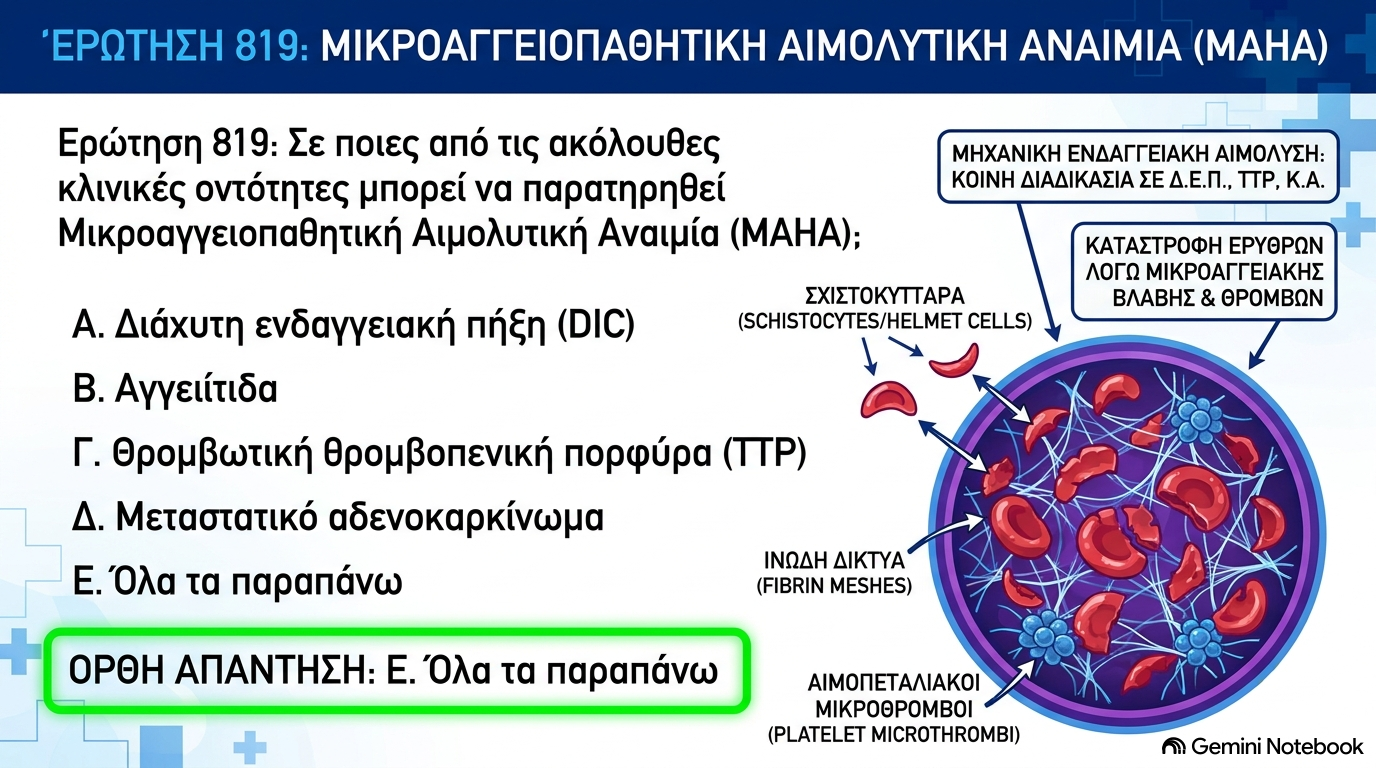 ΄ΕΡΩΤΗΣΗ 819: ΜΙΚΡΟΑΓΓΕΙΟΠΑΘΗΤΙΚΗ ΑΙΜΟΛΥΤΙΚΗ ΑΝΑΙΜΙΑ (MAHA)
Ερώτηση 819: Σε ποιες από τις ακόλουθες
κλινικές οντότητες μπορεί να παρατηρηθεί
Μικροαγγειοπαθητική Αιμολυτική Αναιμία (MAHA);
Α. Διάχυτη ενδαγγειακή πήξη (DIC)
Β. Αγγειίτιδα
Γ. Θρομβωτική θρομβοπενική πορφύρα (TTP)
Δ. Μεταστατικό αδενοκαρκίνωμα
Ε. Όλα τα παραπάνω
ΟΡΘΗ ΑΠΑΝΤΗΣΗ: Ε. Όλα τα παραπάνω
ΜΗΧΑΝΙΚΗ ΕΝΔΑΓΓΕΙΑΚΗ ΑΙΜΟΛΥΣΗ:
ΚΟΙΝΗ ΔΙΑΔΙΚΑΣΙΑ ΣΕ Δ.Ε.Π., TTP, Κ.Α.
ΚΑΤΑΣΤΡΟΦΗ ΕΡΥΘΡΩΝ
ΛΟΓΩ ΜΙΚΡΟΑΓΓΕΙΑΚΗΣ
ΒΛΑΒΗΣ & ΘΡΟΜΒΩΝ
ΣΧΙΣΤΟΚΥΤΤΑΡΑ
(SCHISTOCYTES/HELMET CELLS)
ΙΝΩΔΗ ΔΙΚΤΥΑ
(FIBRIN MESHES)
ΑΙΜΟΠΕΤΑΛΙΑΚΟΙ
ΜΙΚΡΟΘΡΟΜΒΟΙ
(PLATELET MICROTHROMBI)
Gemini Notebook